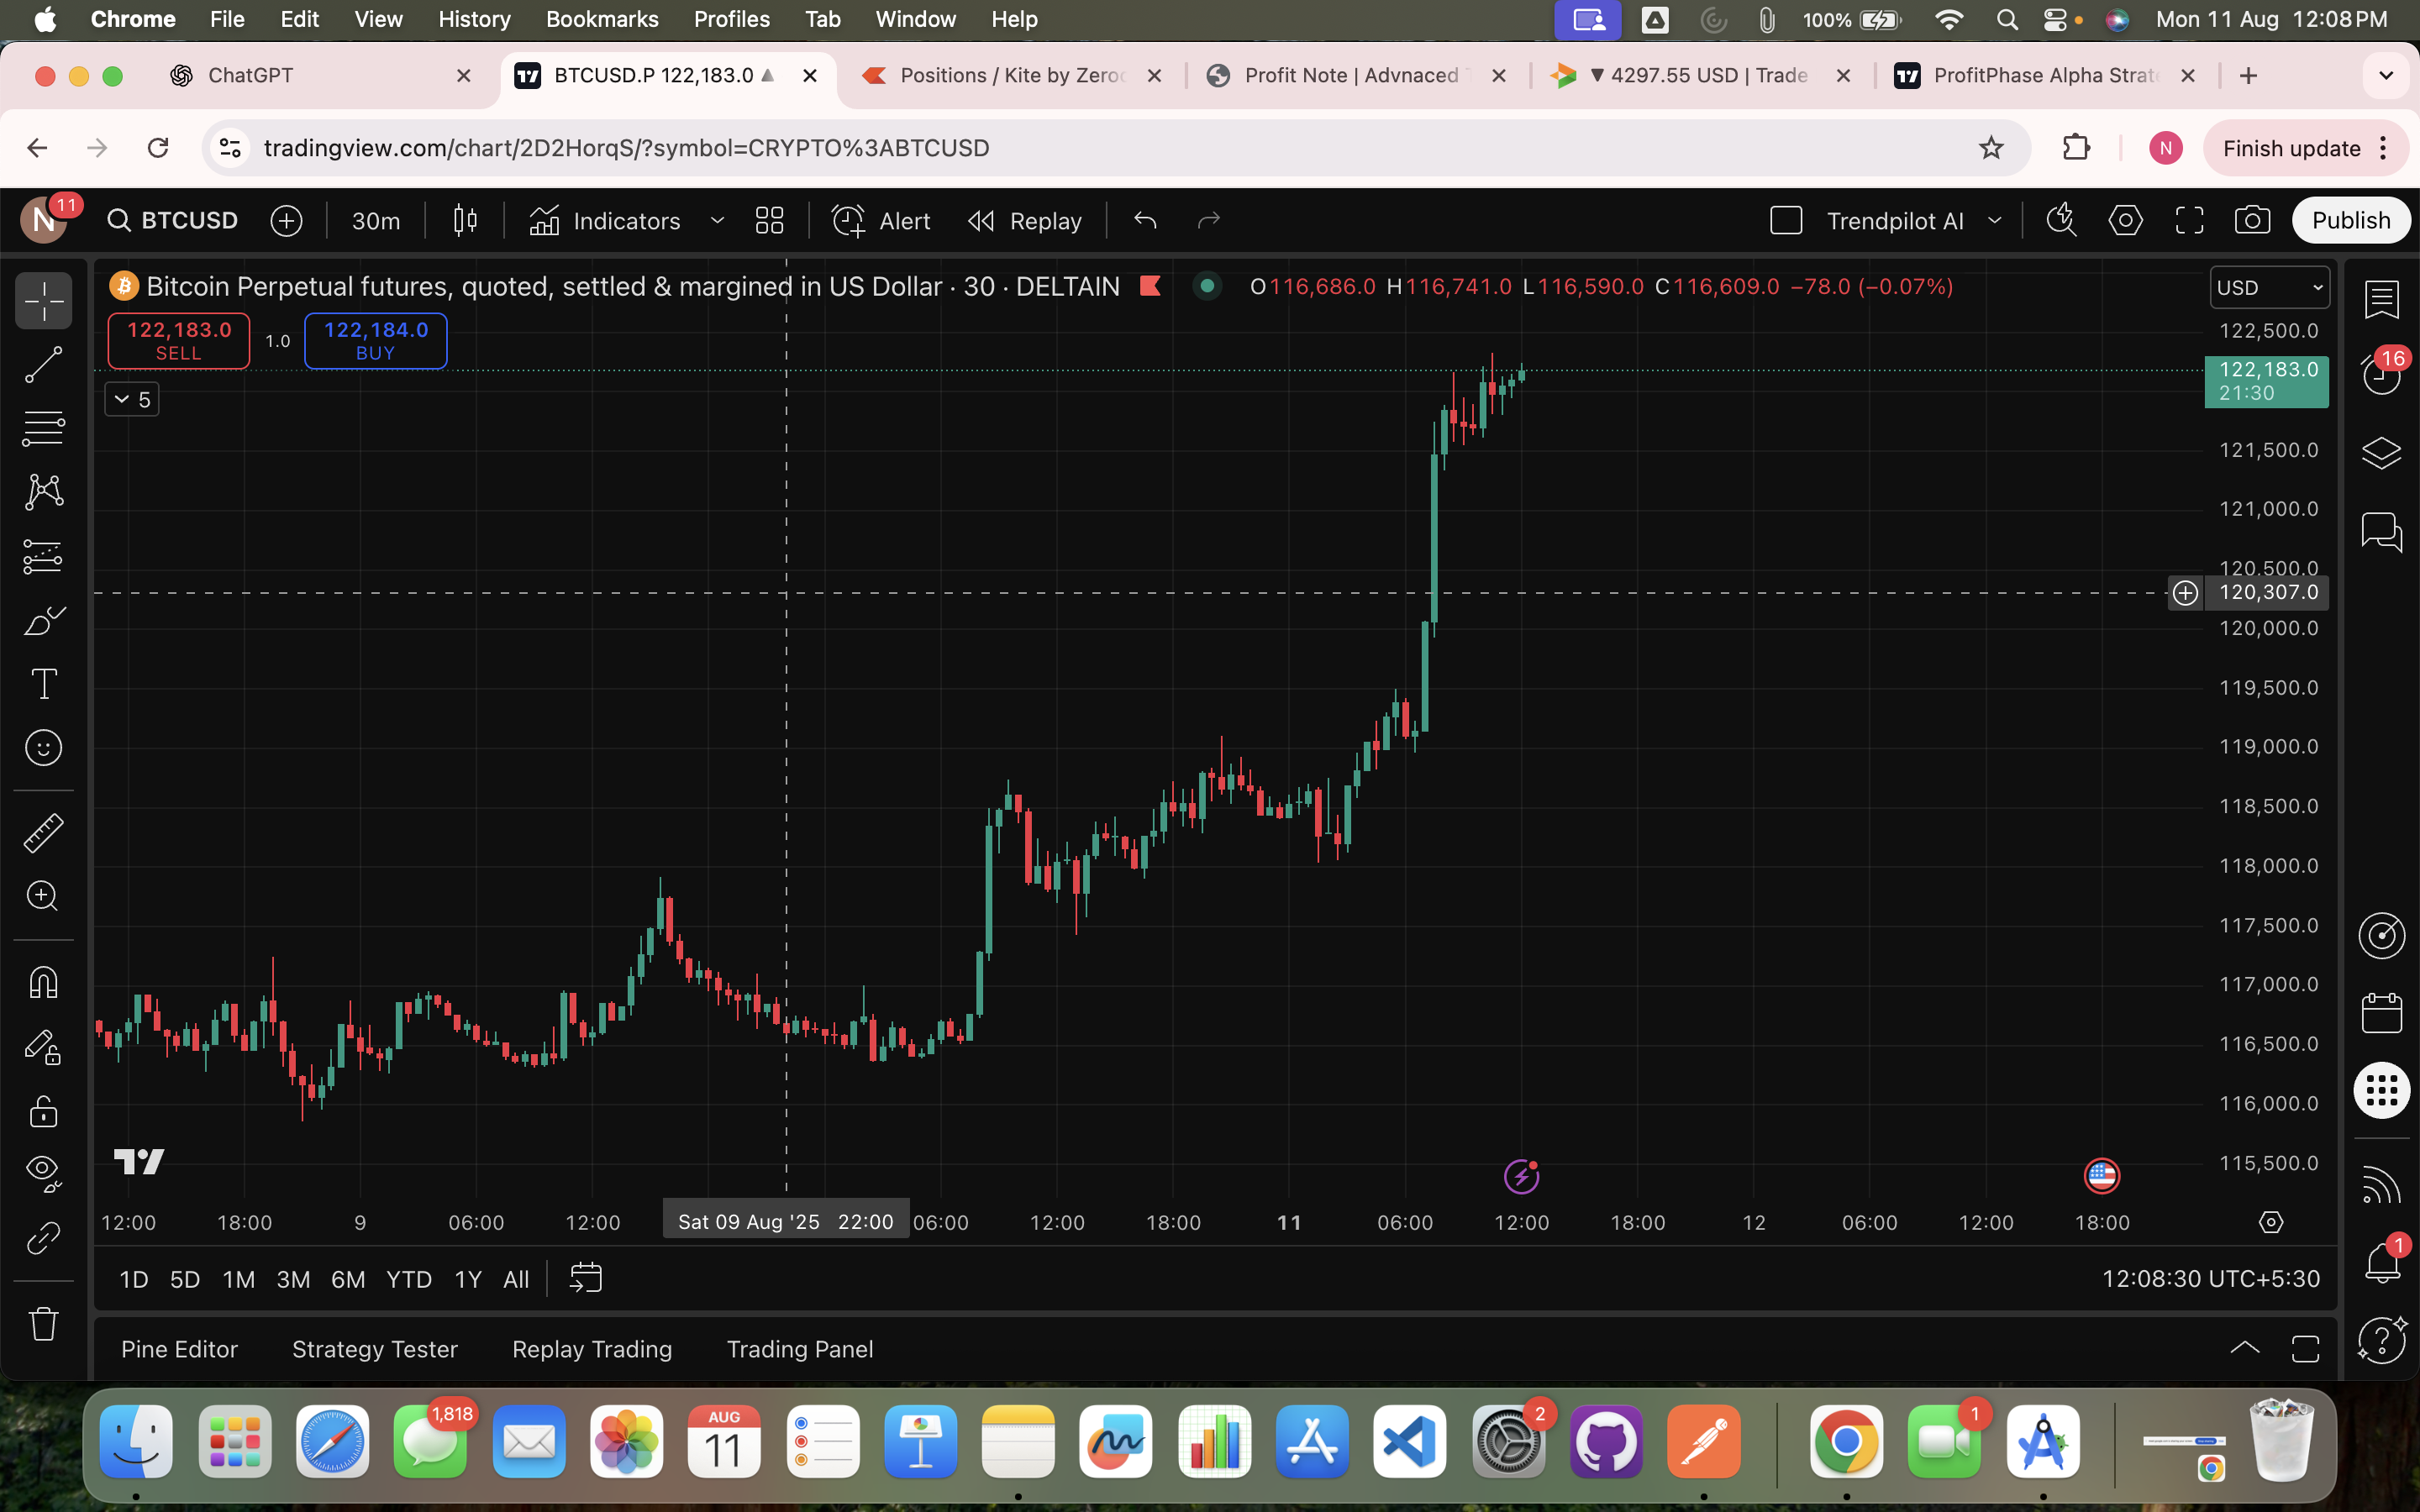 Chrome File Edit View History Bookmarks Profiles Tab Window Help 100% Mon 11 Aug 12:08 PM
ChatGPT BTCUSD.P 122,183.0 Positions / Kite by Zerod Profit Note | Advnaced ▼ 4297.55 USD | Trade ProfitPhase Alpha Strat
tradingview.com/chart/2D2HorqS/?symbol=CRYPTO%3ABTCUSD N Finish update
N 11 BTCUSD 30m Indicators Alert Replay Trendpilot AI Publish
Bitcoin Perpetual futures, quoted, settled & margined in US Dollar · 30 · DELTAIN O116,686.0 H116,741.0 L116,590.0 C116,609.0 −78.0 (−0.07%) USD
122,183.0 SELL 1.0 122,184.0 BUY
5
122,500.0
122,183.0
21:30
16
121,500.0
121,000.0
120,500.0
120,307.0
120,000.0
119,500.0
119,000.0
118,500.0
118,000.0
117,500.0
117,000.0
116,500.0
116,000.0
115,500.0
12:00 18:00 9 06:00 12:00 Sat 09 Aug '25 22:00 06:00 12:00 18:00 11 06:00 12:00 18:00 12 06:00 12:00 18:00
1
1D 5D 1M 3M 6M YTD 1Y All 12:08:30 UTC+5:30
Pine Editor Strategy Tester Replay Trading Trading Panel
1,818 AUG 11 2 1